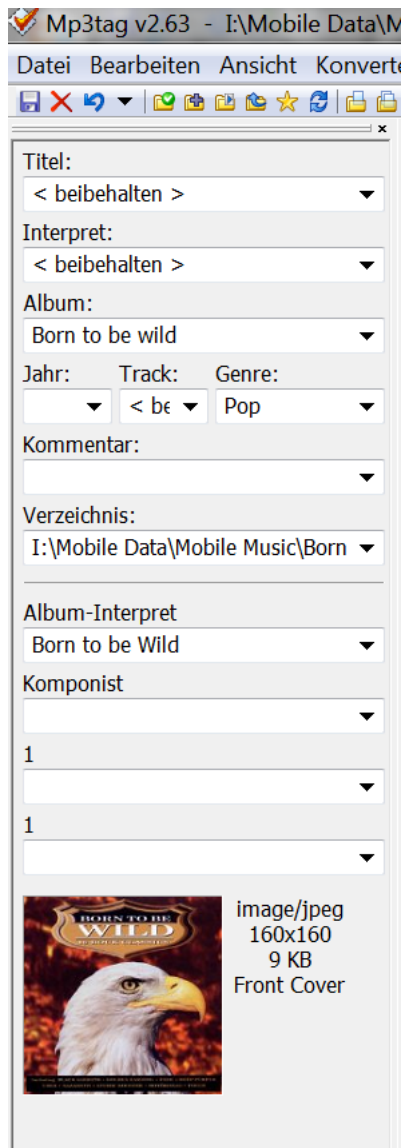 Mp3tag v2.63 - I:\Mobile Data\M
Datei Bearbeiten Ansicht Konverte
Titel:
< beibehalten >
Interpret:
< beibehalten >
Album:
Born to be wild
Jahr: Track: Genre:
< be Pop
Kommentar:
Verzeichnis:
I:\Mobile Data\Mobile Music\Born
Album-Interpret
Born to be Wild
Komponist
1
1
BORN TO BE
WILD
image/jpeg
160x160
9 KB
Front Cover